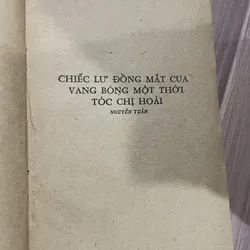 CHIẾC LƯ ĐỒNG MẮT CUA
VANG BÓNG MỘT THỜI
TÓC CHỊ HOÀI
NGUYỄN TUÂN